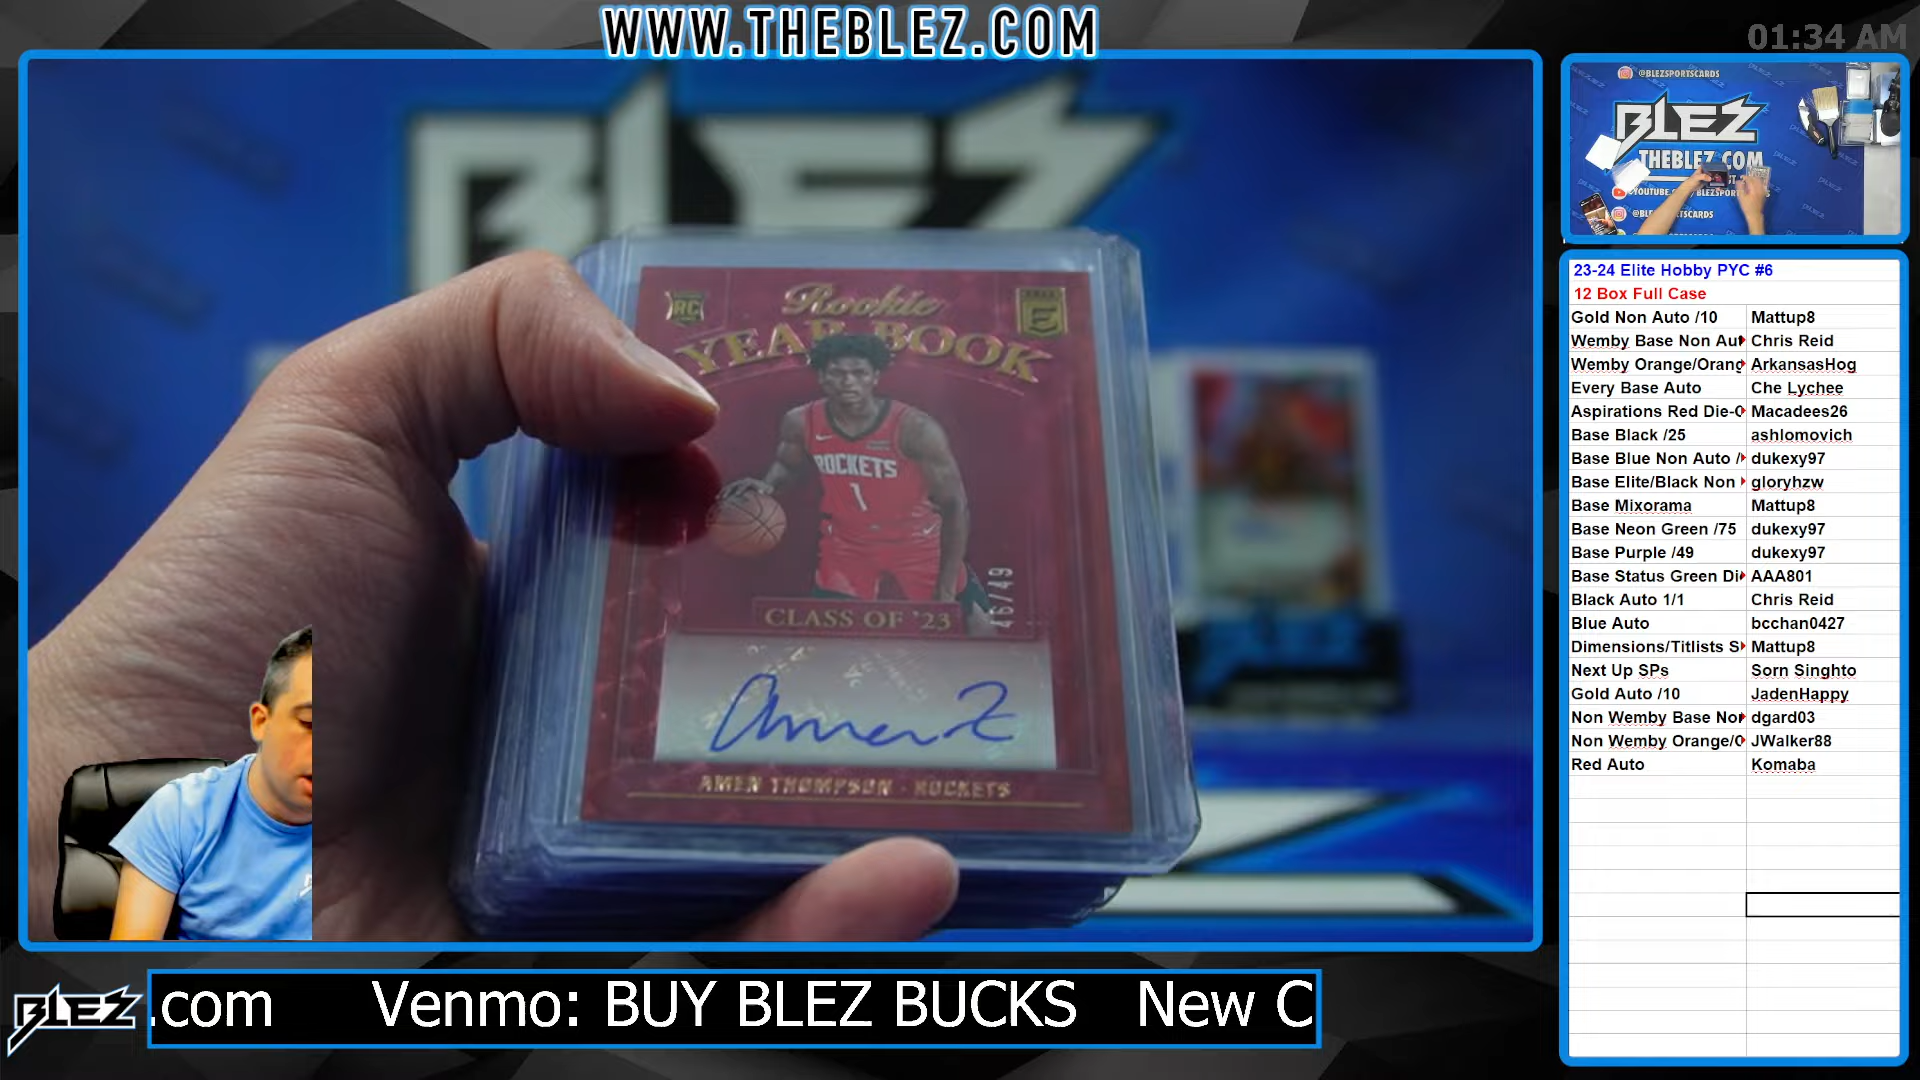 WWW.THEBLEZ.COM
01:34 AM
@BLEZSPORTSCARDS
BLEZ
THEBLEZ.COM
YOUTUBE
BLEZ
RC
Rookie
YEARBOOK
ROCKETS
1
46/49
CLASS OF '23
Amen T
AMEN THOMPSON · ROCKETS
23-24 Elite Hobby PYC #6
12 Box Full Case
Gold Non Auto /10 Mattup8
Wemby Base Non Aut Chris Reid
Wemby Orange/Orang ArkansasHog
Every Base Auto Che Lychee
Aspirations Red Die-C Macadees26
Base Black /25 ashlomovich
Base Blue Non Auto / dukexy97
Base Elite/Black Non gloryhzw
Base Mixorama Mattup8
Base Neon Green /75 dukexy97
Base Purple /49 dukexy97
Base Status Green Di AAA801
Black Auto 1/1 Chris Reid
Blue Auto bcchan0427
Dimensions/Titlists S Mattup8
Next Up SPs Sorn Singhto
Gold Auto /10 JadenHappy
Non Wemby Base Non dgard03
Non Wemby Orange/O JWalker88
Red Auto Komaba
BLEZ
.com Venmo: BUY BLEZ BUCKS New C